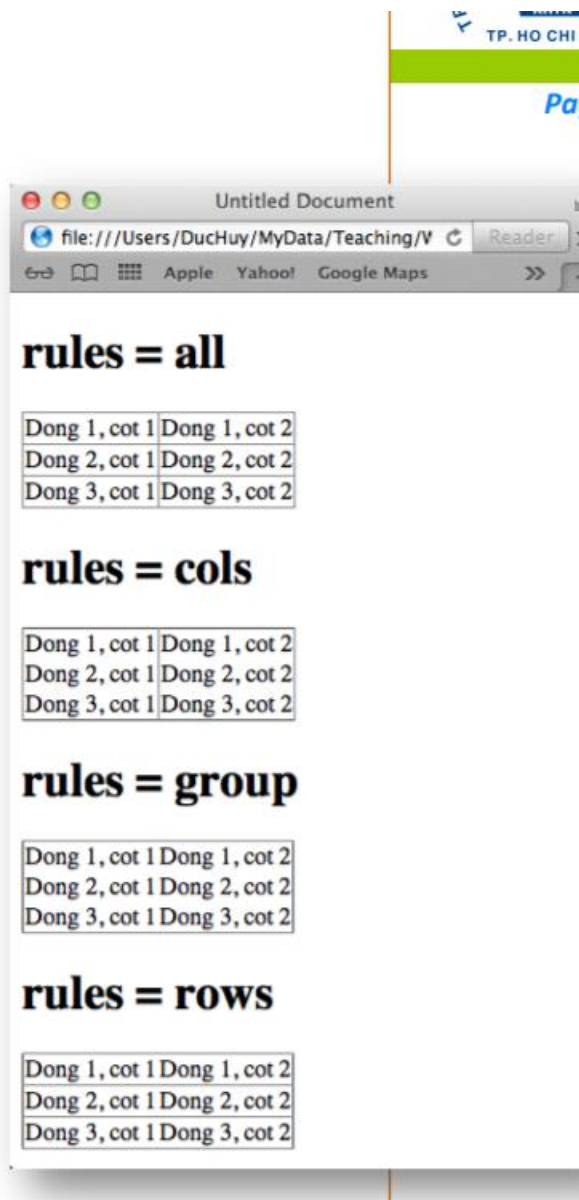 TP. HO CHI
Untitled Document
file:///Users/DucHuy/MyData/Teaching/V
Reader
Apple Yahoo! Google Maps
rules = all
Dong 1, cot 1 Dong 1, cot 2
Dong 2, cot 1 Dong 2, cot 2
Dong 3, cot 1 Dong 3, cot 2
rules = cols
Dong 1, cot 1 Dong 1, cot 2
Dong 2, cot 1 Dong 2, cot 2
Dong 3, cot 1 Dong 3, cot 2
rules = group
Dong 1, cot 1 Dong 1, cot 2
Dong 2, cot 1 Dong 2, cot 2
Dong 3, cot 1 Dong 3, cot 2
rules = rows
Dong 1, cot 1 Dong 1, cot 2
Dong 2, cot 1 Dong 2, cot 2
Dong 3, cot 1 Dong 3, cot 2